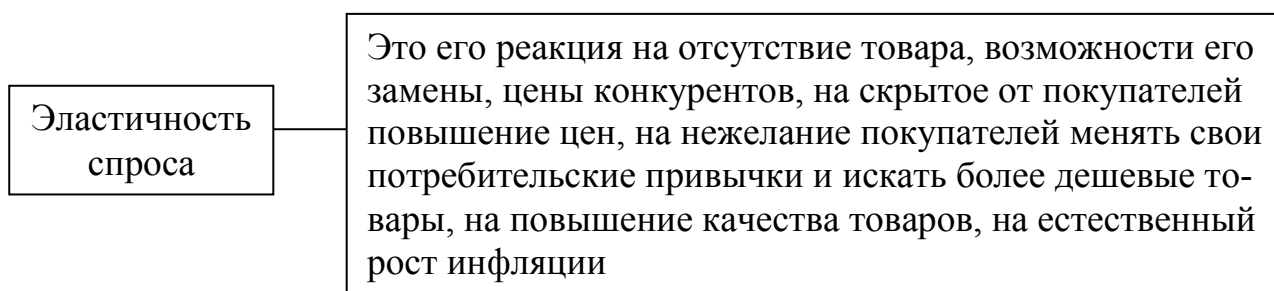 Эластичность
спроса
Это его реакция на отсутствие товара, возможности его
замены, цены конкурентов, на скрытое от покупателей
повышение цен, на нежелание покупателей менять свои
потребительские привычки и искать более дешевые то-
вары, на повышение качества товаров, на естественный
рост инфляции